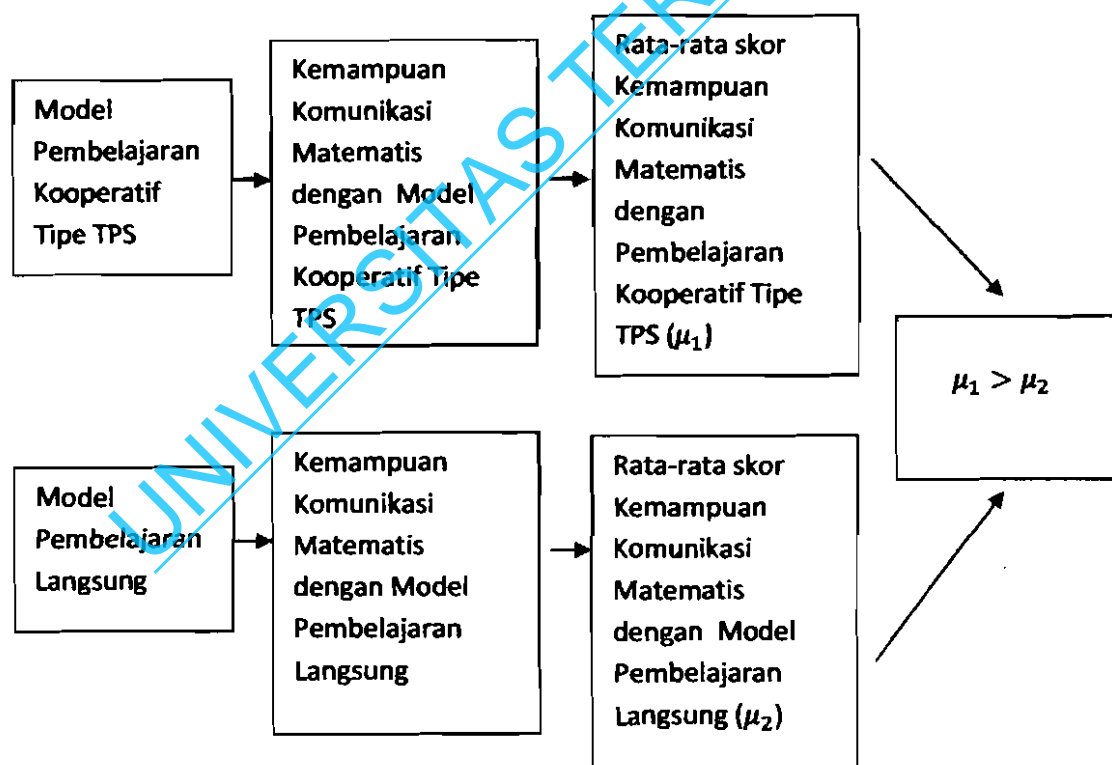 Model
Pembelajaran
Kooperatif
Tipe TPS
Kemampuan
Komunikasi
Matematis
dengan Model
Pembelajaran
Kooperatif Tipe
TPS
Rata-rata skor
Kemampuan
Komunikasi
Matematis
dengan
Pembelajaran
Kooperatif Tipe
TPS (μ₁)
μ₁ > μ₂
Model
Pembelajaran
Langsung
Kemampuan
Komunikasi
Matematis
dengan Model
Pembelajaran
Langsung
Rata-rata skor
Kemampuan
Komunikasi
Matematis
dengan Model
Pembelajaran
Langsung (μ₂)
UNIVERSITAS TER